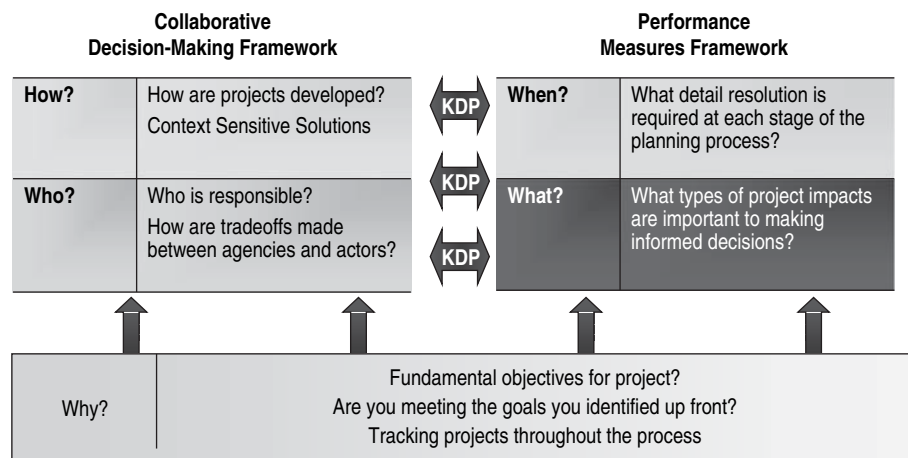 Collaborative
Decision-Making Framework
Performance
Measures Framework
How?
How are projects developed?
Context Sensitive Solutions
Who?
Who is responsible?
How are tradeoffs made
between agencies and actors?
KDP
KDP
KDP
When?
What detail resolution is
required at each stage of the
planning process?
What?
What types of project impacts
are important to making
informed decisions?
Why?
Fundamental objectives for project?
Are you meeting the goals you identified up front?
Tracking projects throughout the process